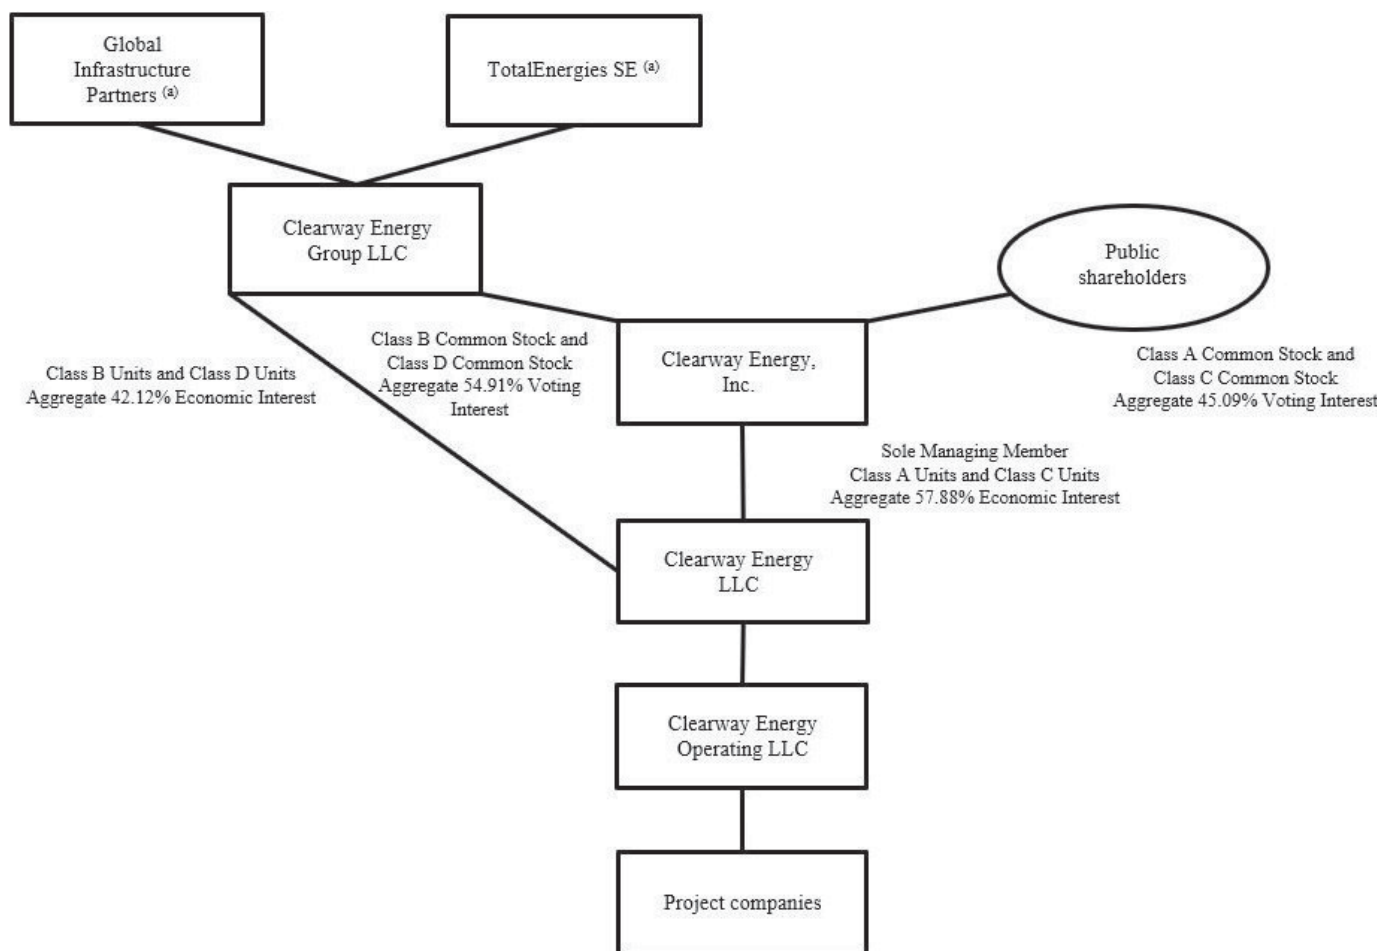 Global
Infrastructure
Partners (a)
TotalEnergies SE (a)
Clearway Energy
Group LLC
Public
shareholders
Class B Units and Class D Units
Aggregate 42.12% Economic Interest
Class B Common Stock and
Class D Common Stock
Aggregate 54.91% Voting
Interest
Clearway Energy,
Inc.
Class A Common Stock and
Class C Common Stock
Aggregate 45.09% Voting Interest
Sole Managing Member
Class A Units and Class C Units
Aggregate 57.88% Economic Interest
Clearway Energy
LLC
Clearway Energy
Operating LLC
Project companies